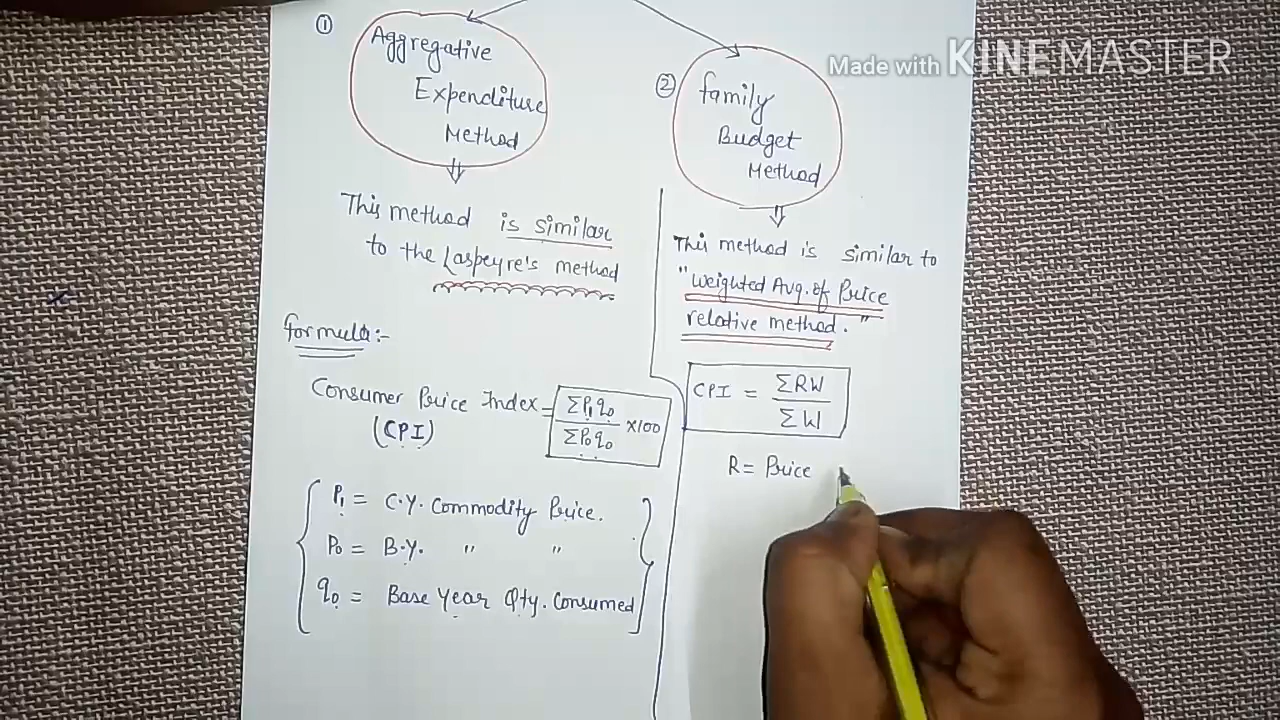 Made with KINEMASTER
①
Aggregative
Expenditure
Method
②
family
Budget
Method
This method is similar
to the Laspeyre's method
formula:-
Consumer Price Index = ΣP₁q₀ / ΣP₀q₀ ×100
(CPI)
P₁ = C.Y. Commodity Price.
P₀ = B.Y. " "
q₀ = Base Year Qty. Consumed
This method is similar to
"Weighted Avg. of Price
relative method."
CPI = ΣRW / ΣW
R = Price